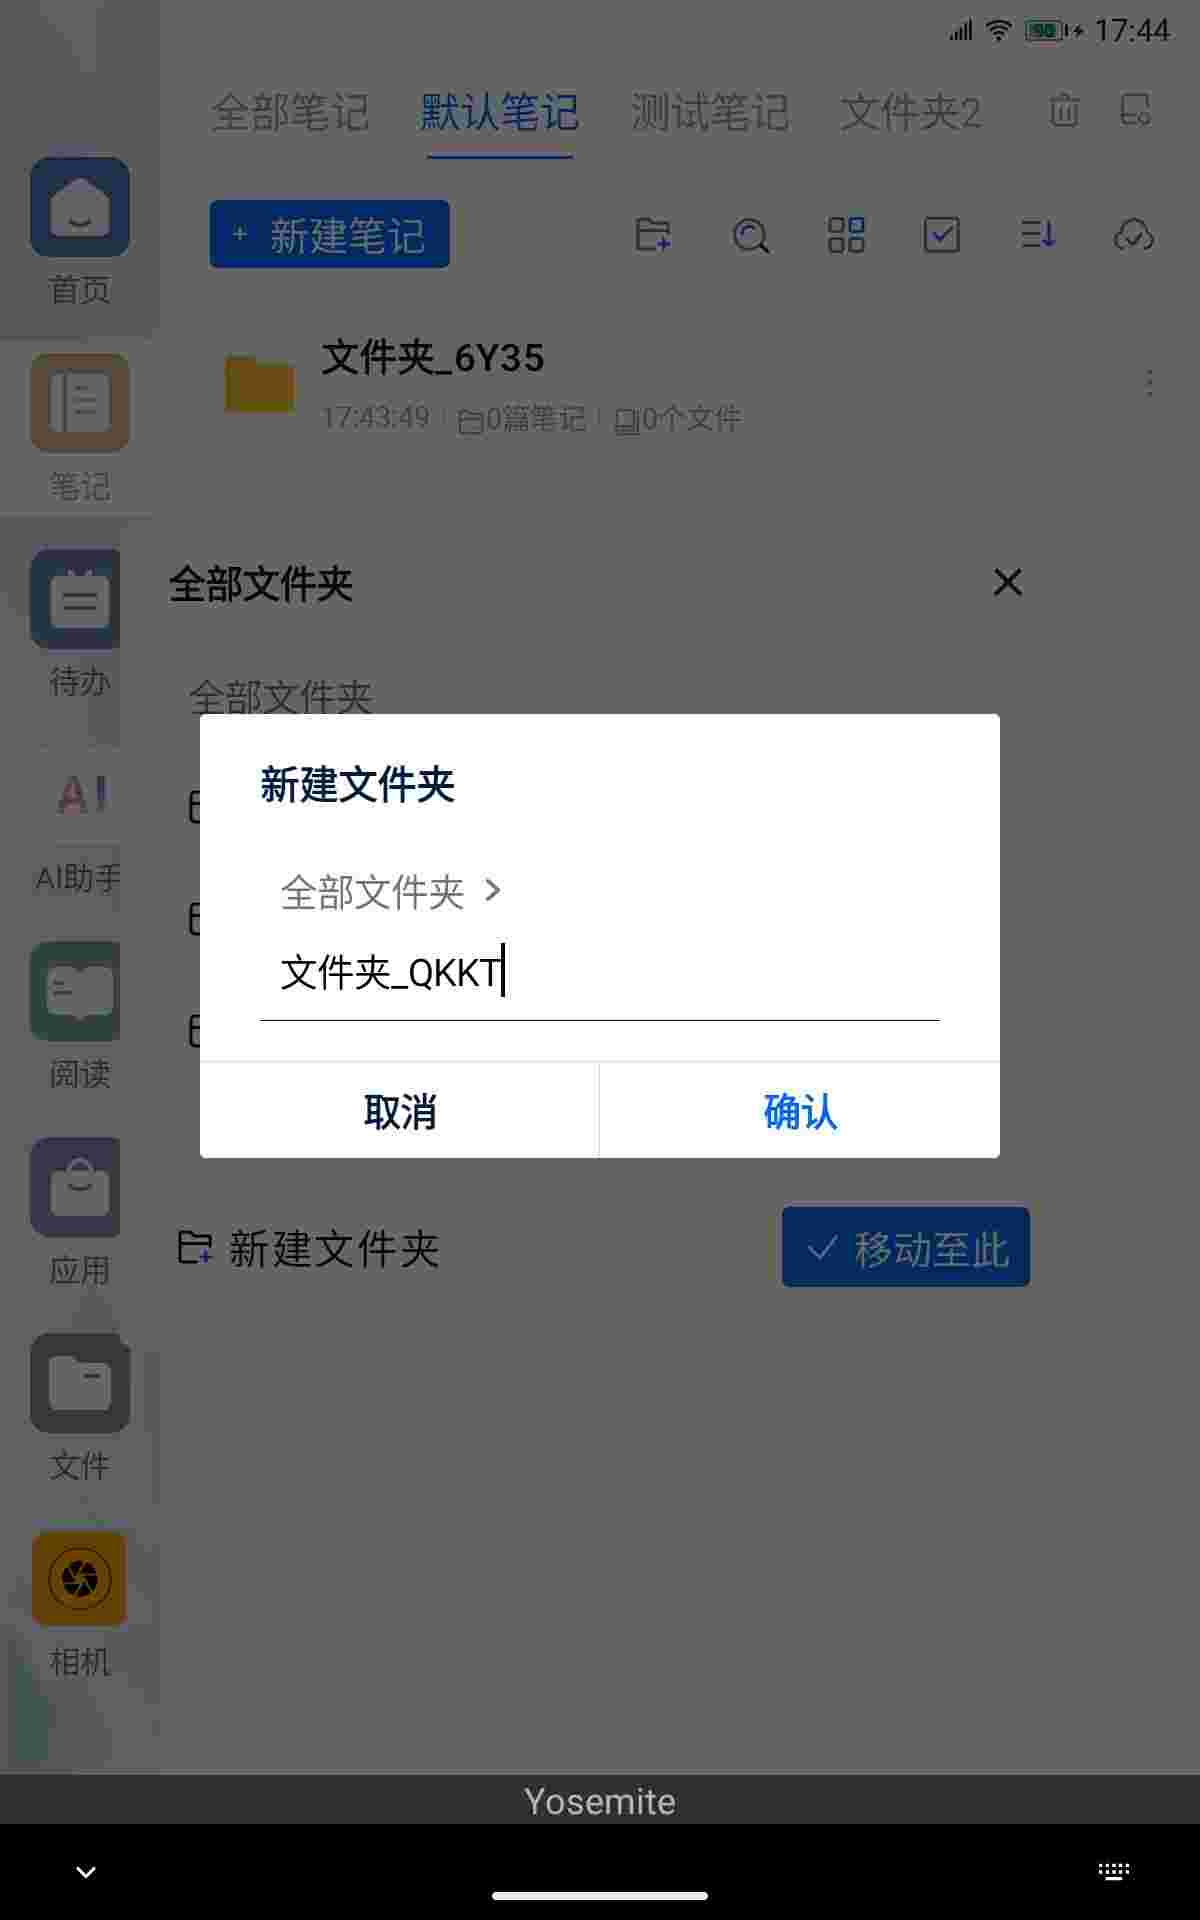 90 17:44
全部笔记 默认笔记 测试笔记 文件夹2
+ 新建笔记
首页
文件夹_6Y35
17:43:49 0篇笔记 0个文件
笔记
全部文件夹
待办
全部文件夹
新建文件夹
AI
AI助手
全部文件夹 >
文件夹_QKKT
阅读
取消 确认
新建文件夹 移动至此
应用
文件
相机
Yosemite